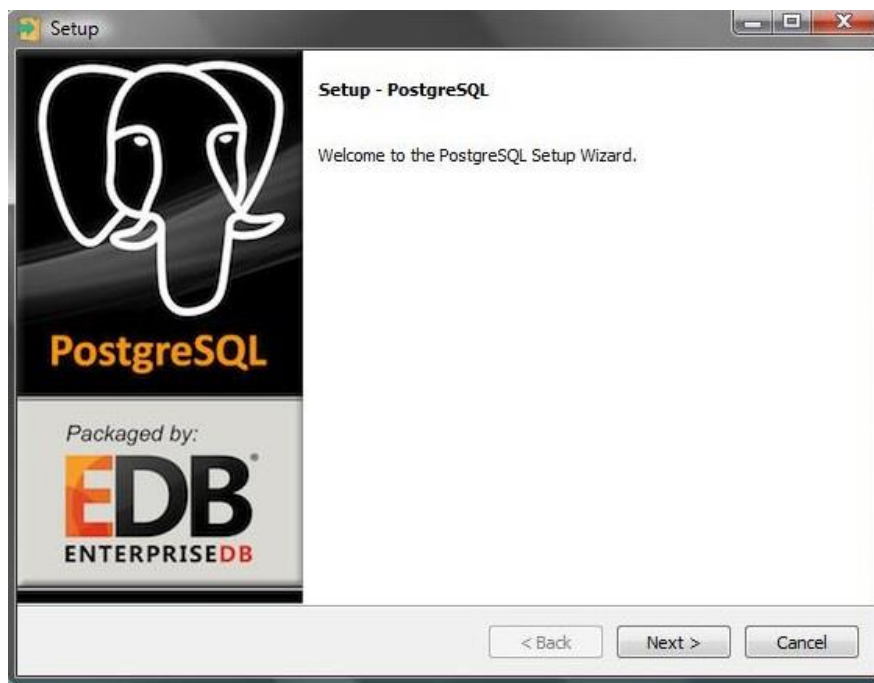 Setup
Setup - PostgreSQL
Welcome to the PostgreSQL Setup Wizard.
PostgreSQL
Packaged by:
EDB®
ENTERPRISEDB
< Back Next > Cancel